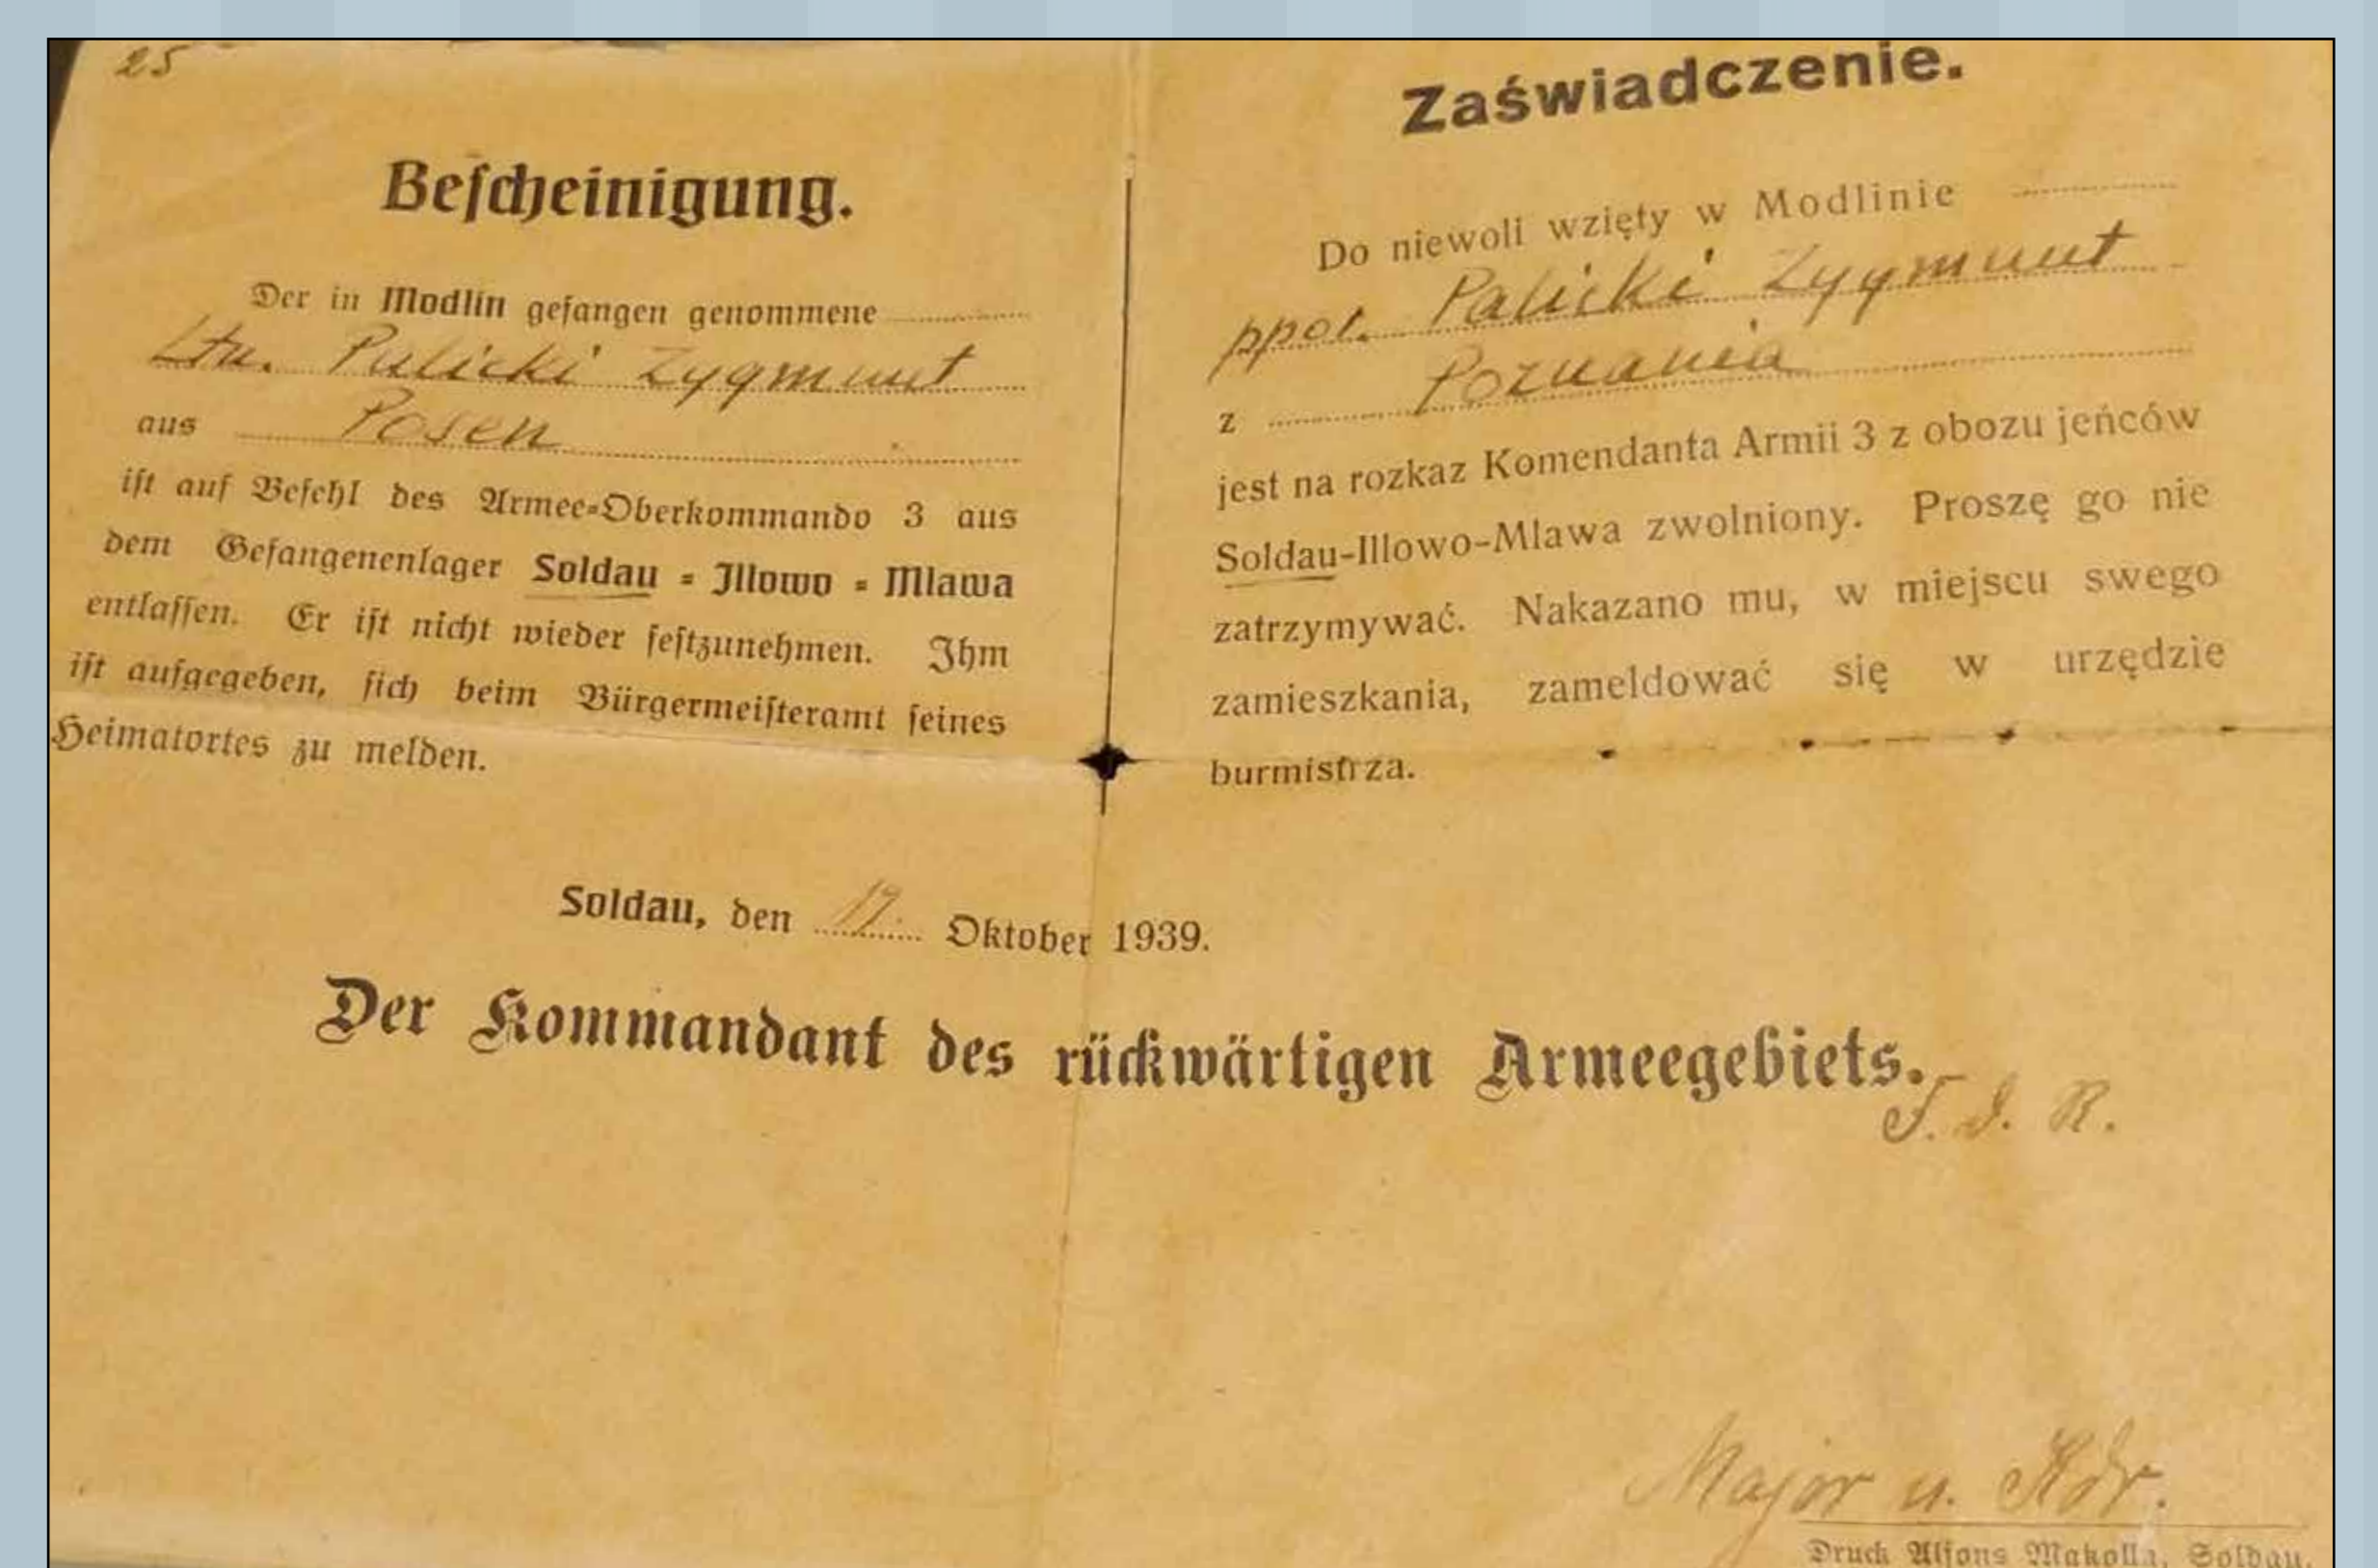 25
Bescheinigung.
Der in Modlin gefangen genommene
Ltn. Palicki Zygmunt
aus Posen
ist auf Befehl des Armee-Oberkommando 3 aus
dem Gefangenenlager Soldau - Illowo - Mlawa
entlassen. Er ist nicht wieder festzunehmen. Ihm
ist aufgegeben, sich beim Bürgermeisteramt seines
Heimatortes zu melden.
Zaświadczenie.
Do niewoli wzięty w Modlinie
ppor. Palicki Zygmunt
z Poznania
jest na rozkaz Komendanta Armii 3 z obozu jeńców
Soldau-Illowo-Mlawa zwolniony. Proszę go nie
zatrzymywać. Nakazano mu, w miejscu swego
zamieszkania, zameldować się w urzędzie
burmistrza.
Soldau, den Oktober 1939.
Der Kommandant des rückwärtigen Armeegebiets.
Major u. Kdr.
Druck Alfons Makolla, Soldau